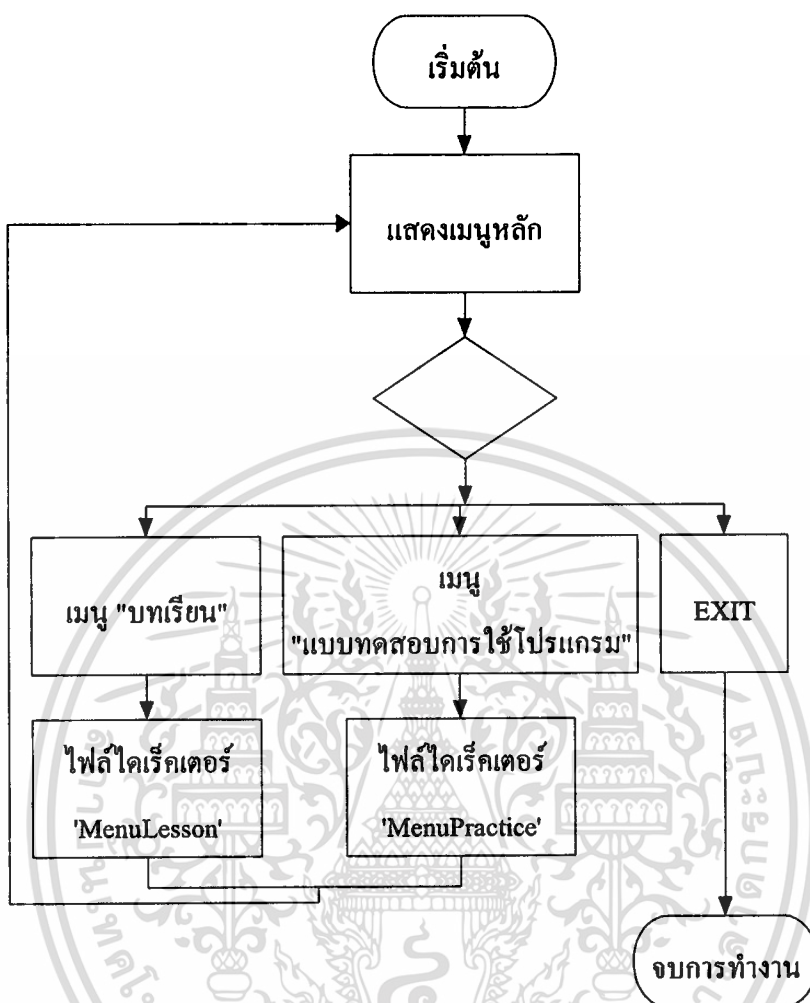 เริ่มต้น
แสดงเมนูหลัก
เมนู "บทเรียน"
เมนู
"แบบทดสอบการใช้โปรแกรม"
EXIT
ไฟล์ไดเร็คเตอร์
'MenuLesson'
ไฟล์ไดเร็คเตอร์
'MenuPractice'
จบการทำงาน